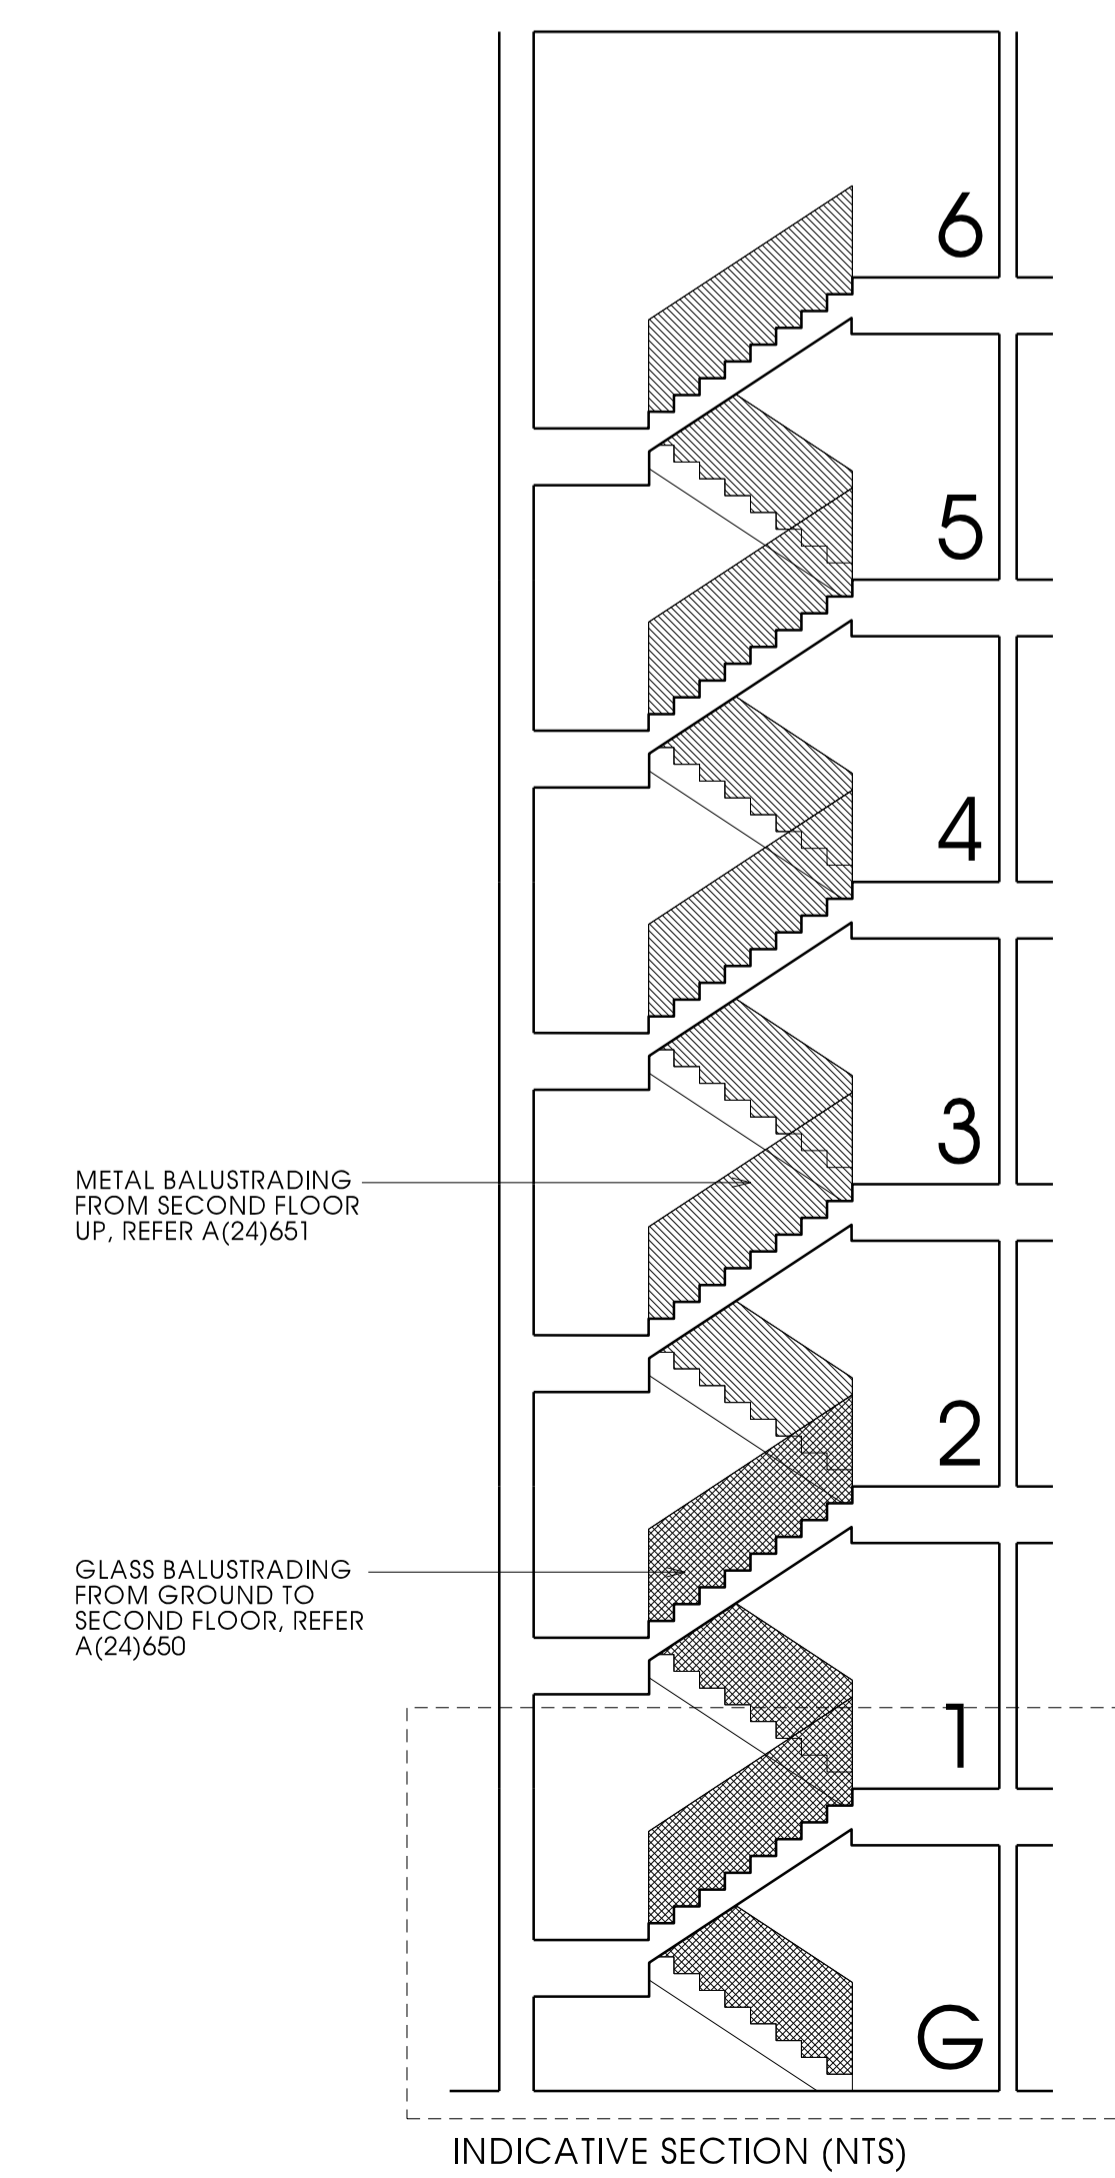 6
5
4
3
METAL BALUSTRADING
FROM SECOND FLOOR
UP, REFER A(24)651
2
GLASS BALUSTRADING
FROM GROUND TO
SECOND FLOOR, REFER
A(24)650
1
G
INDICATIVE SECTION (NTS)